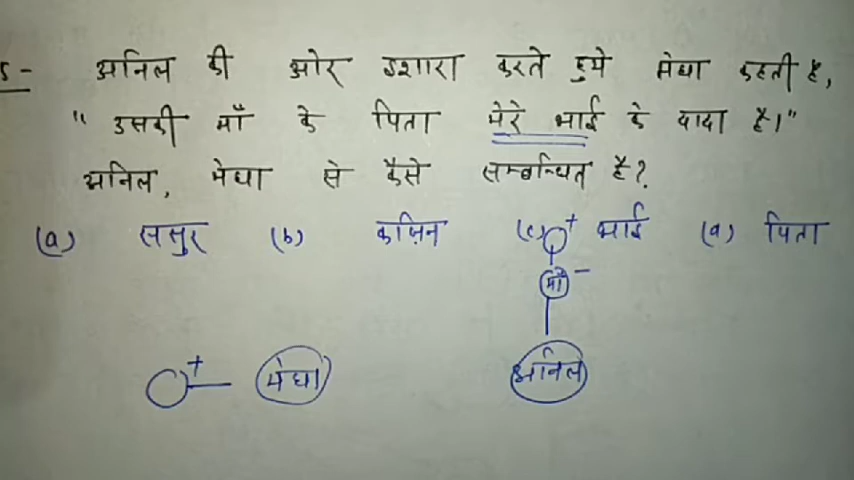 5- अनिल की ओर इशारा करते हुये मेघा कहती है,
" उसकी माँ के पिता मेरे भाई के दादा है।"
अनिल, मेघा से कैसे सम्बन्धित है?
(a) ससुर (b) कज़िन (c) भाई (d) पिता
+
माँ -
+ मेघा अनिल